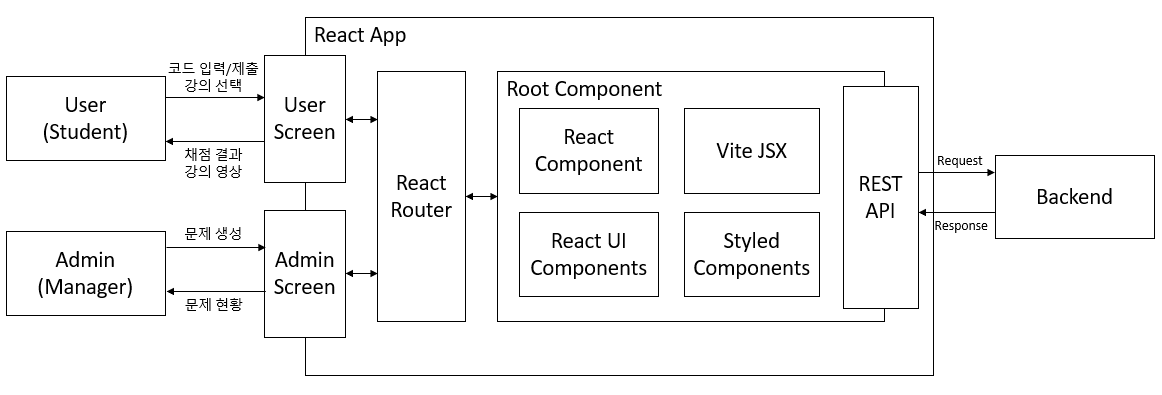 React App
코드 입력/제출
강의 선택
User
(Student)
채점 결과
강의 영상
User
Screen
Admin
(Manager)
문제 생성
문제 현황
Admin
Screen
React
Router
Root Component
React
Component
Vite JSX
React UI
Components
Styled
Components
REST
API
Request
Response
Backend